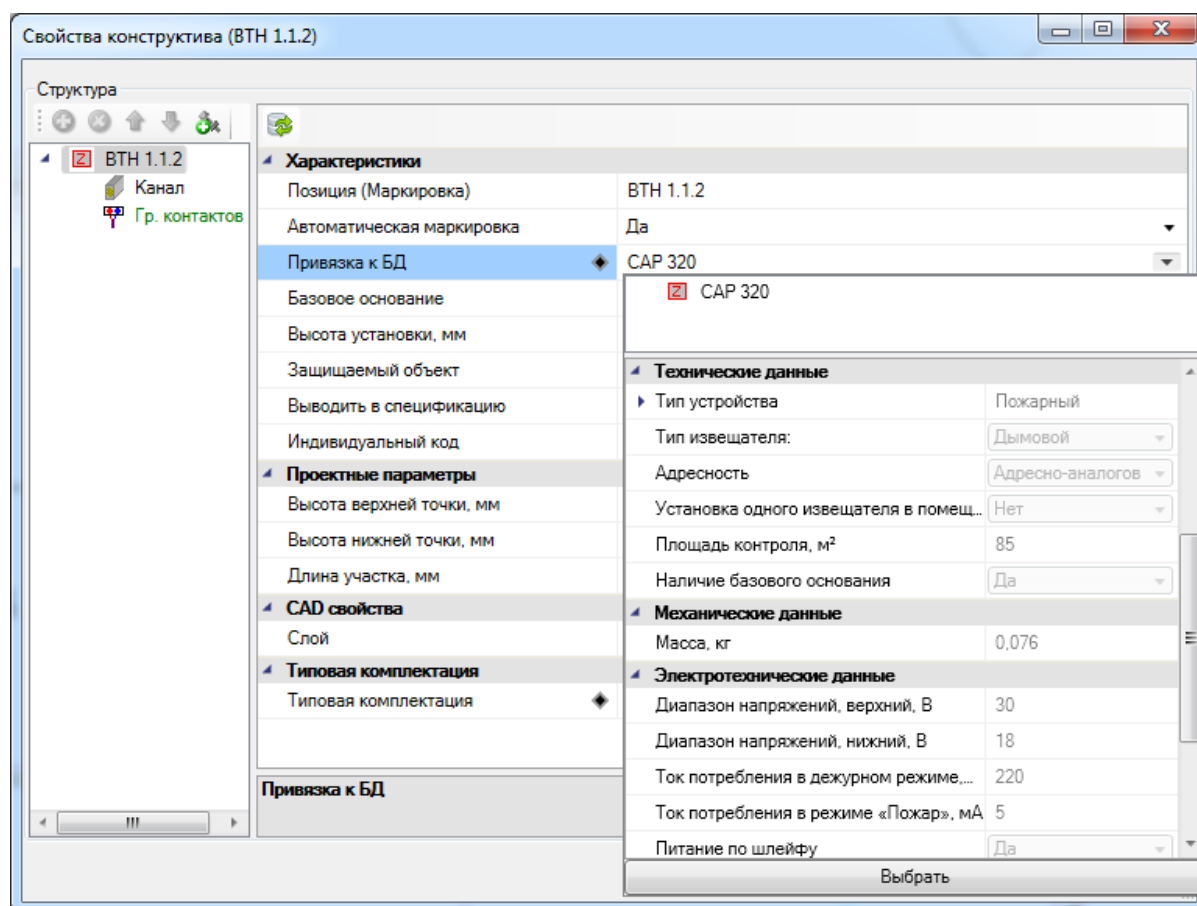 Свойства конструктива (BTH 1.1.2)
Структура
BTH 1.1.2
Канал
Гр. контактов
Характеристики
Позиция (Маркировка) BTH 1.1.2
Автоматическая маркировка Да
Привязка к БД CAP 320
Базовое основание
Высота установки, мм
Защищаемый объект
Выводить в спецификацию
Индивидуальный код
Проектные параметры
Высота верхней точки, мм
Высота нижней точки, мм
Длина участка, мм
CAD свойства
Слой
Типовая комплектация
Типовая комплектация
Привязка к БД
CAP 320
Технические данные
Тип устройства Пожарный
Тип извещателя: Дымовой
Адресность Адресно-аналогов
Установка одного извещателя в помещ... Нет
Площадь контроля, м² 85
Наличие базового основания Да
Механические данные
Масса, кг 0,076
Электротехнические данные
Диапазон напряжений, верхний, В 30
Диапазон напряжений, нижний, В 18
Ток потребления в дежурном режиме,... 220
Ток потребления в режиме «Пожар», мА 5
Питание по шлейфу Да
Выбрать